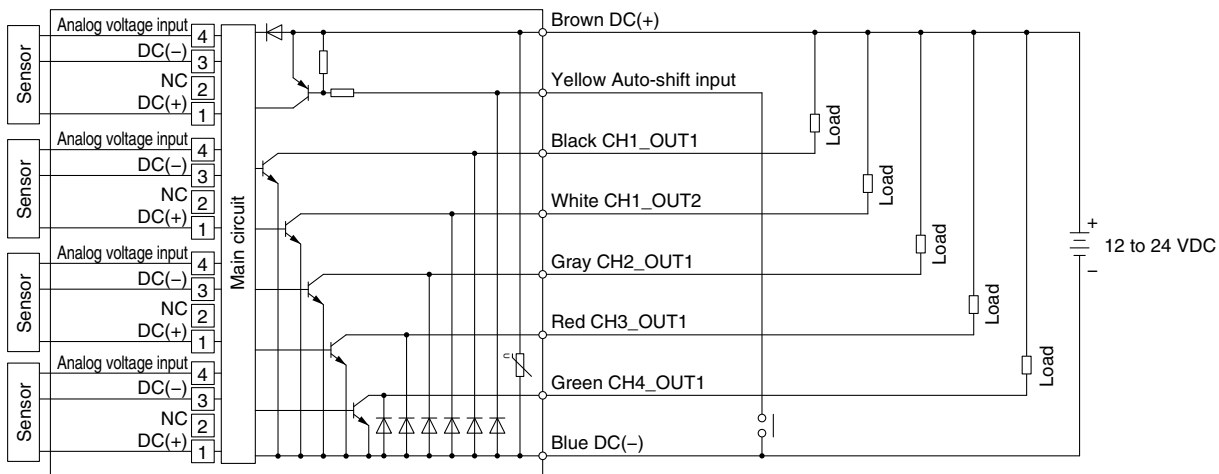 Sensor
Analog voltage input 4
DC(−) 3
NC 2
DC(+) 1
Sensor
Analog voltage input 4
DC(−) 3
NC 2
DC(+) 1
Sensor
Analog voltage input 4
DC(−) 3
NC 2
DC(+) 1
Sensor
Analog voltage input 4
DC(−) 3
NC 2
DC(+) 1
Main circuit
Brown DC(+)
Yellow Auto-shift input
Black CH1_OUT1
White CH1_OUT2
Gray CH2_OUT1
Red CH3_OUT1
Green CH4_OUT1
Blue DC(−)
Load
Load
Load
Load
Load
+
12 to 24 VDC
−